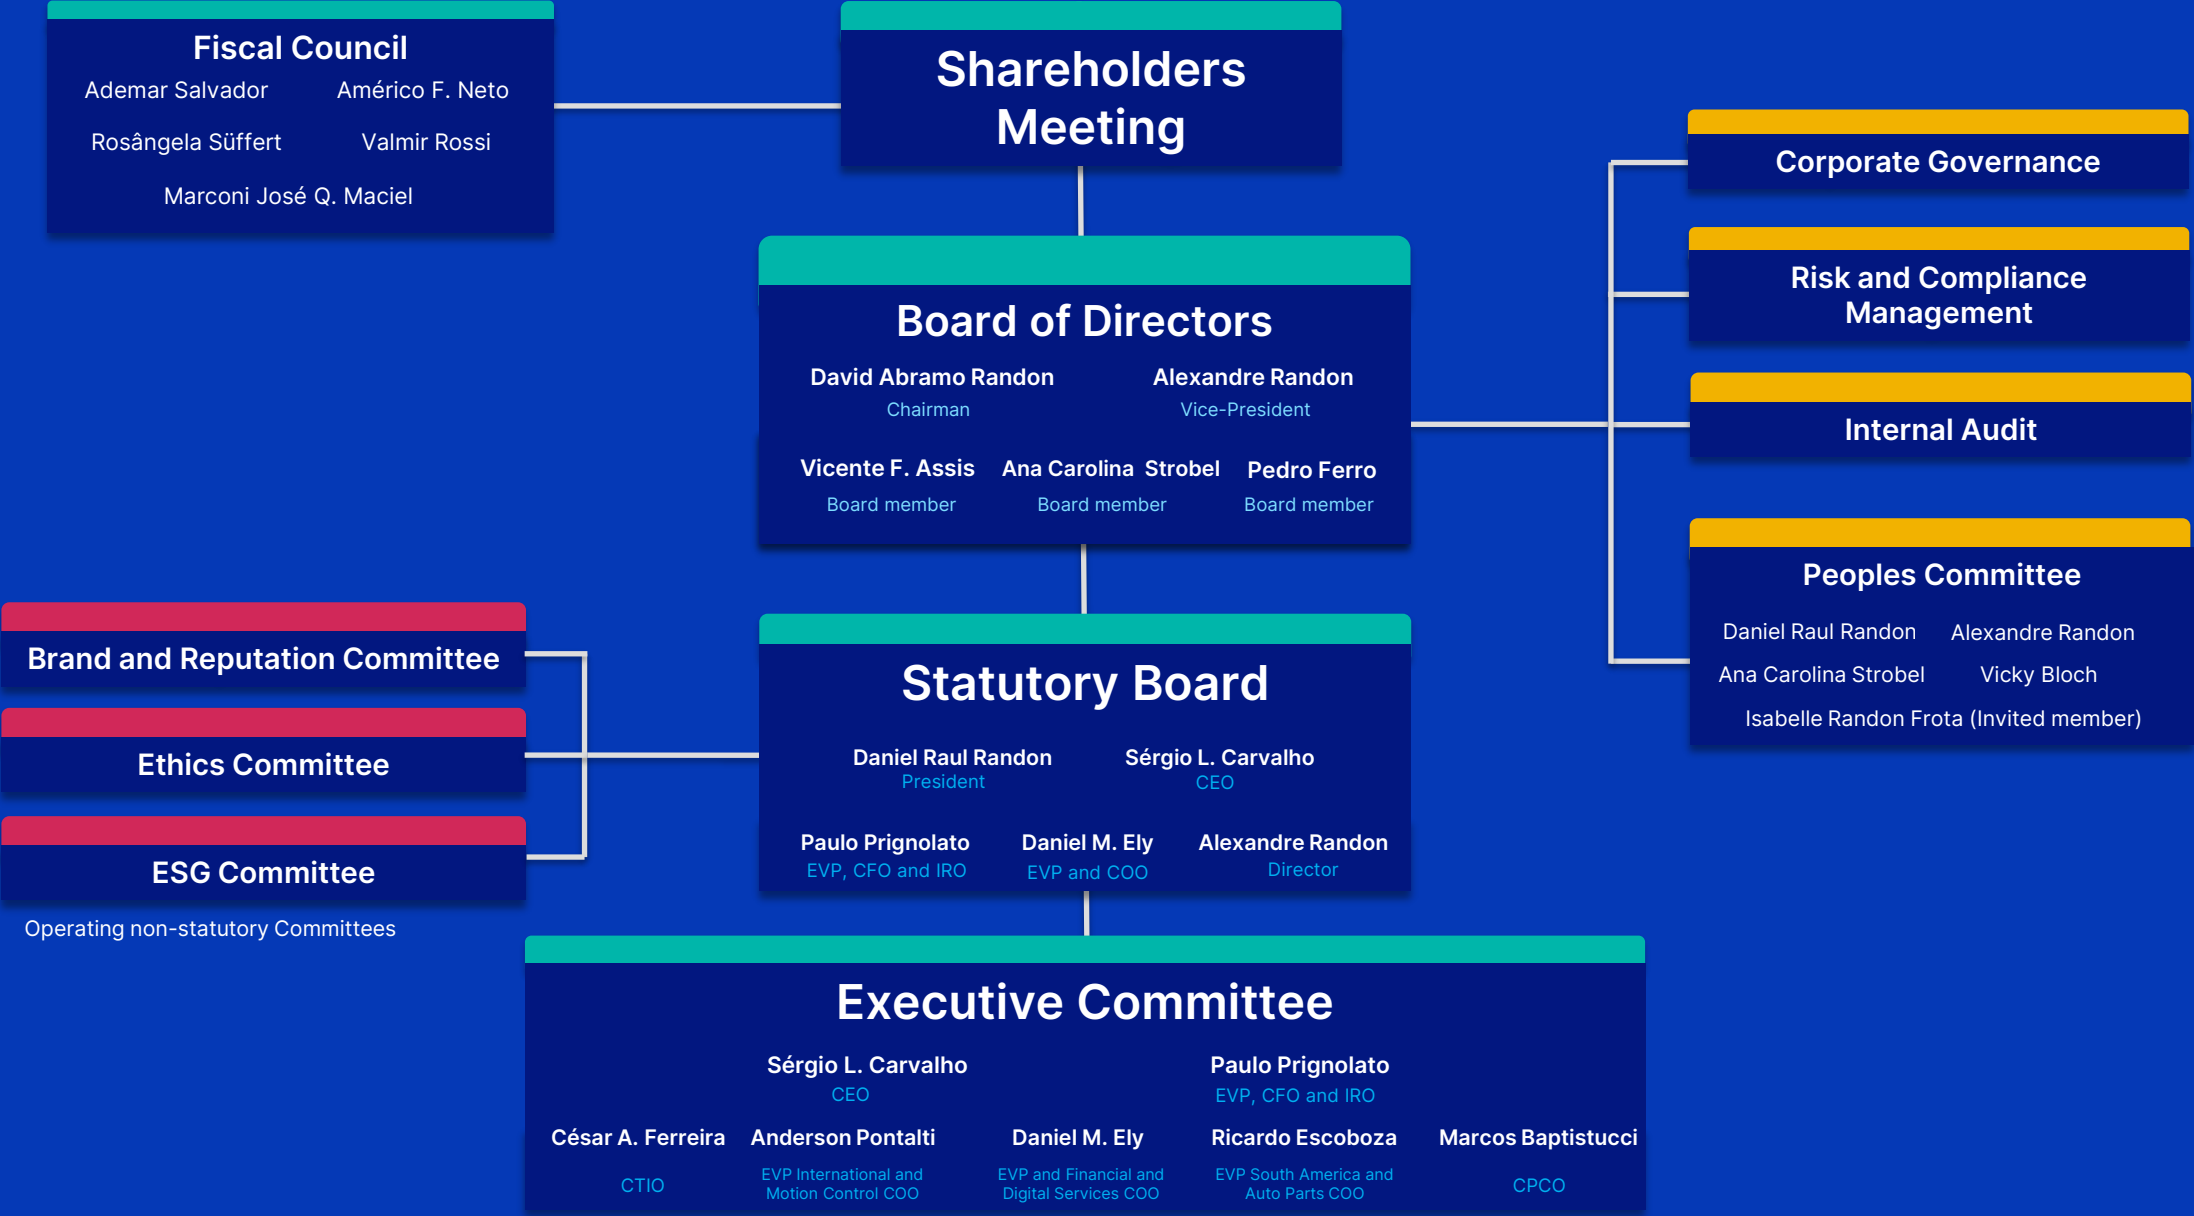 Fiscal Council
Ademar Salvador
Américo F. Neto
Rosângela Süffert
Valmir Rossi
Marconi José Q. Maciel
Shareholders
Meeting
Corporate Governance
Risk and Compliance
Management
Internal Audit
Peoples Committee
Daniel Raul Randon
Alexandre Randon
Ana Carolina Strobel
Vicky Bloch
Isabelle Randon Frota (Invited member)
Board of Directors
David Abramo Randon
Chairman
Alexandre Randon
Vice-President
Vicente F. Assis
Board member
Ana Carolina Strobel
Board member
Pedro Ferro
Board member
Brand and Reputation Committee
Ethics Committee
ESG Committee
Operating non-statutory Committees
Statutory Board
Daniel Raul Randon
President
Sérgio L. Carvalho
CEO
Paulo Prignolato
EVP, CFO and IRO
Daniel M. Ely
EVP and COO
Alexandre Randon
Director
Executive Committee
Sérgio L. Carvalho
CEO
Paulo Prignolato
EVP, CFO and IRO
César A. Ferreira
CTIO
Anderson Pontalti
EVP International and
Motion Control COO
Daniel M. Ely
EVP and Financial and
Digital Services COO
Ricardo Escoboza
EVP South America and
Auto Parts COO
Marcos Baptistucci
CPCO